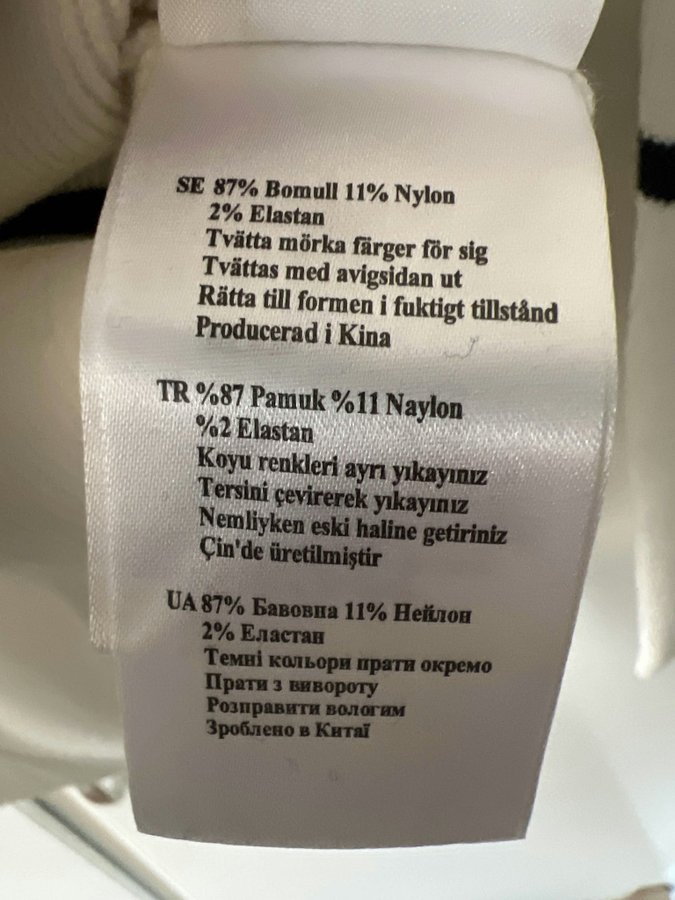 SE 87% Bomull 11% Nylon
2% Elastan
Tvätta mörka färger för sig
Tvättas med avigsidan ut
Rätta till formen i fuktigt tillstånd
Producerad i Kina
TR %87 Pamuk %11 Naylon
%2 Elastan
Koyu renkleri ayrı yıkayınız
Tersini çevirerek yıkayınız
Nemliyken eski haline getiriniz
Çin'de üretilmiştir
UA 87% Бавовна 11% Нейлон
2% Еластан
Темні кольори прати окремо
Прати з вивороту
Розправити вологим
Зроблено в Китаї